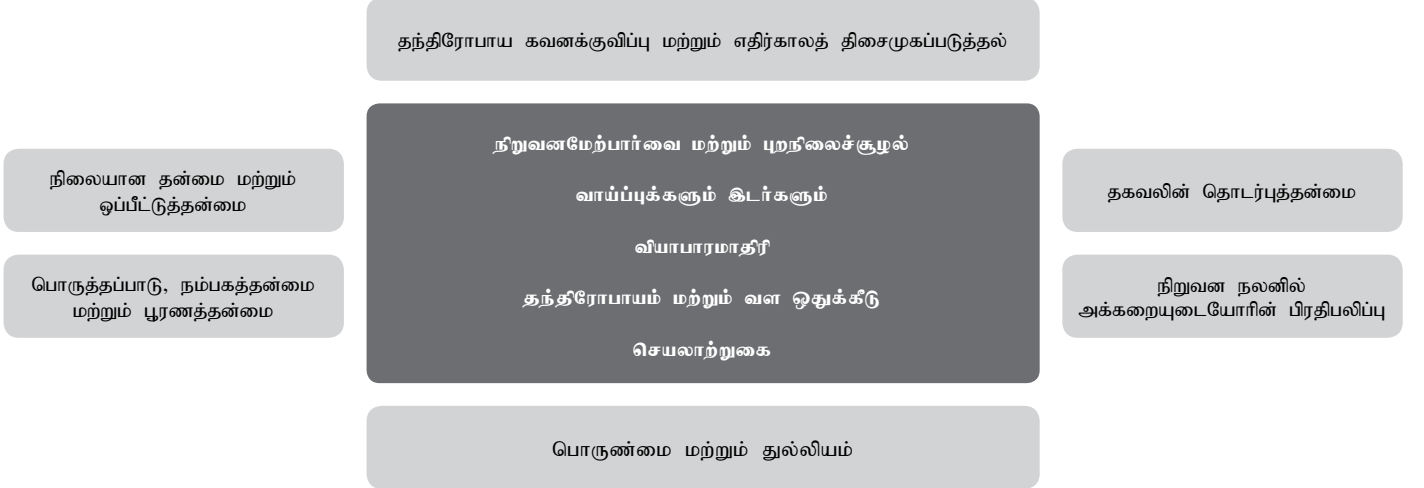 தந்திரோபாய கவனக்குவிப்பு மற்றும் எதிர்காலத் திசைமுகப்படுத்தல்
நிறுவனமேற்பார்வை மற்றும் புறநிலைச்சூழல்
வாய்ப்புக்களும் இடர்களும்
வியாபாரமாதிரி
தந்திரோபாயம் மற்றும் வள ஒதுக்கீடு
செயலாற்றுகை
நிலையான தன்மை மற்றும்
ஒப்பீட்டுத்தன்மை
பொருத்தப்பாடு, நம்பகத்தன்மை
மற்றும் பூரணத்தன்மை
தகவலின் தொடர்புத்தன்மை
நிறுவன நலனில்
அக்கறையுடையோரின் பிரதிபலிப்பு
பொருண்மை மற்றும் துல்லியம்